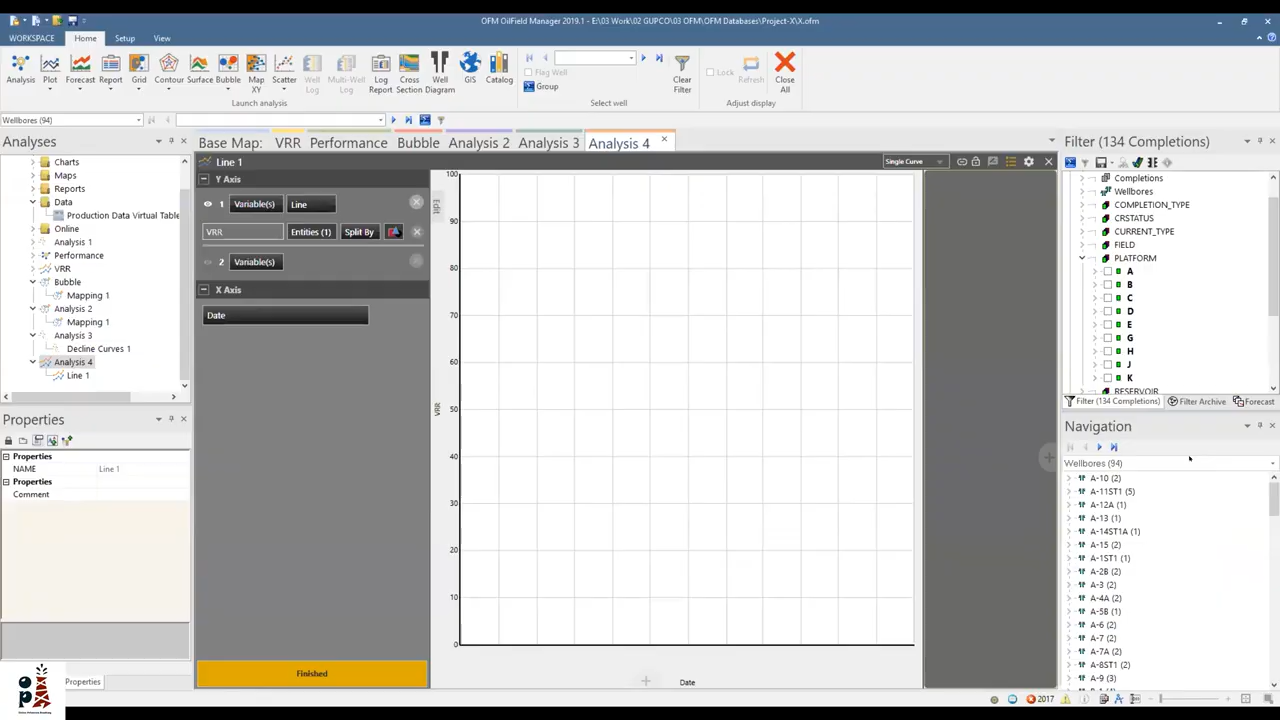 OFM OilField Manager 2019.1 - E:\03 Work\02 GUPCO\03 OFM\OFM Databases\Project-X\X.ofm
WORKSPACE Home Setup View
Analysis Plot Forecast Report Grid Contour Surface Bubble Map XY Scatter Well Log Multi-Well Log Log Report Cross Section Well Diagram GIS Catalog
Flag Well
Group
Clear Filter
Lock Refresh
Close All
Launch analysis Select well Adjust display
Wellbores (94)
Analyses
Charts
Maps
Reports
Data
Production Data Virtual Table
Online
Analysis 1
Performance
VRR
Bubble
Mapping 1
Analysis 2
Mapping 1
Analysis 3
Decline Curves 1
Analysis 4
Line 1
Properties
Properties
NAME Line 1
Properties
Comment
Properties
Base Map: VRR Performance Bubble Analysis 2 Analysis 3 Analysis 4
Line 1
Single Curve
Y Axis
1 Variable(s) Line
VRR Entities (1) Split By
2 Variable(s)
X Axis
Date
Finished
Edit
100
90
80
70
60
50
40
30
20
10
0
VRR
Date
Filter (134 Completions)
Completions
Wellbores
COMPLETION_TYPE
CRSTATUS
CURRENT_TYPE
FIELD
PLATFORM
A
B
C
D
E
G
H
J
K
RESERVOIR
Filter (134 Completions) Filter Archive Forecast
Navigation
Wellbores (94)
A-10 (2)
A-11ST1 (5)
A-12A (1)
A-13 (1)
A-14ST1A (1)
A-15 (2)
A-1ST1 (1)
A-2B (2)
A-3 (2)
A-4A (2)
A-5B (1)
A-6 (2)
A-7 (2)
A-7A (2)
A-8ST1 (2)
A-9 (3)
2017